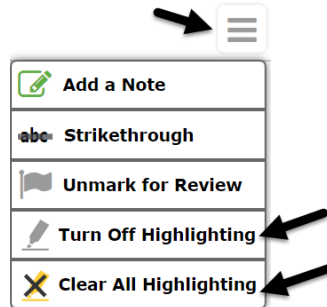 Add a Note
abc Strikethrough
Unmark for Review
Turn Off Highlighting
Clear All Highlighting